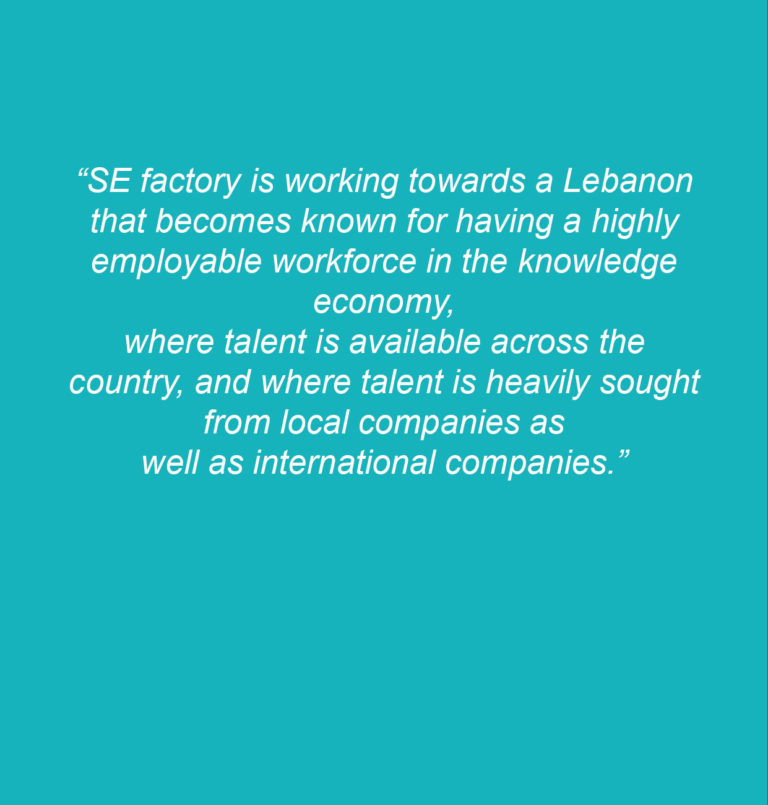 “SE factory is working towards a Lebanon
that becomes known for having a highly
employable workforce in the knowledge
economy,
where talent is available across the
country, and where talent is heavily sought
from local companies as
well as international companies.”